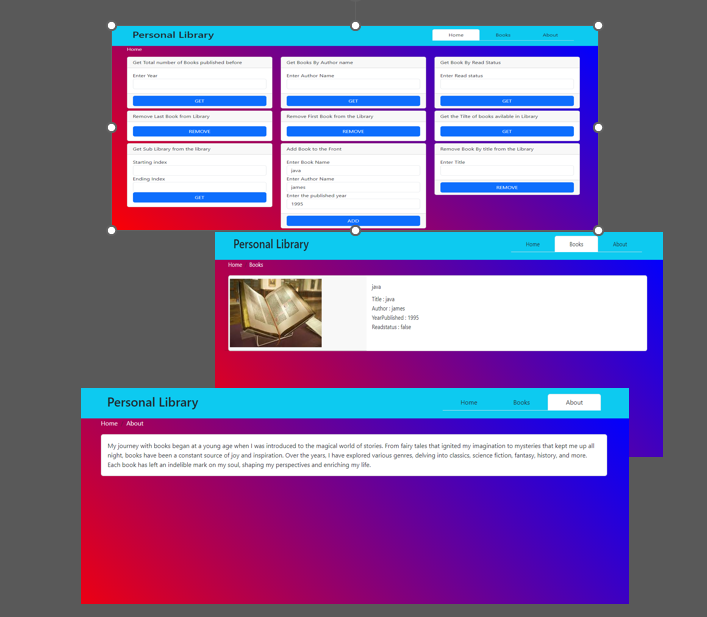 Personal Library
Home Books About
Home
Get Total number of Books published before
Enter Year
GET
Get Books By Author name
Enter Author Name
GET
Get Book By Read Status
Enter Read status
GET
Remove Last Book from Library
REMOVE
Remove First Book from the Library
REMOVE
Get the Tilte of books avilable in Library
GET
Get Sub Library from the library
Starting index
Ending index
GET
Add Book to the Front
Enter Book Name
java
Enter Author Name
james
Enter the published year
1995
ADD
Remove Book By title from the Library
Enter Title
REMOVE
Personal Library
Home Books About
Home Books
java
Title : java
Author : james
YearPublished : 1995
Readstatus : false
Personal Library
Home Books About
Home About
My journey with books began at a young age when I was introduced to the magical world of stories. From fairy tales that ignited my imagination to mysteries that kept me up all
night, books have been a constant source of joy and inspiration. Over the years, I have explored various genres, delving into classics, science fiction, fantasy, history, and more.
Each book has left an indelible mark on my soul, shaping my perspectives and enriching my life.